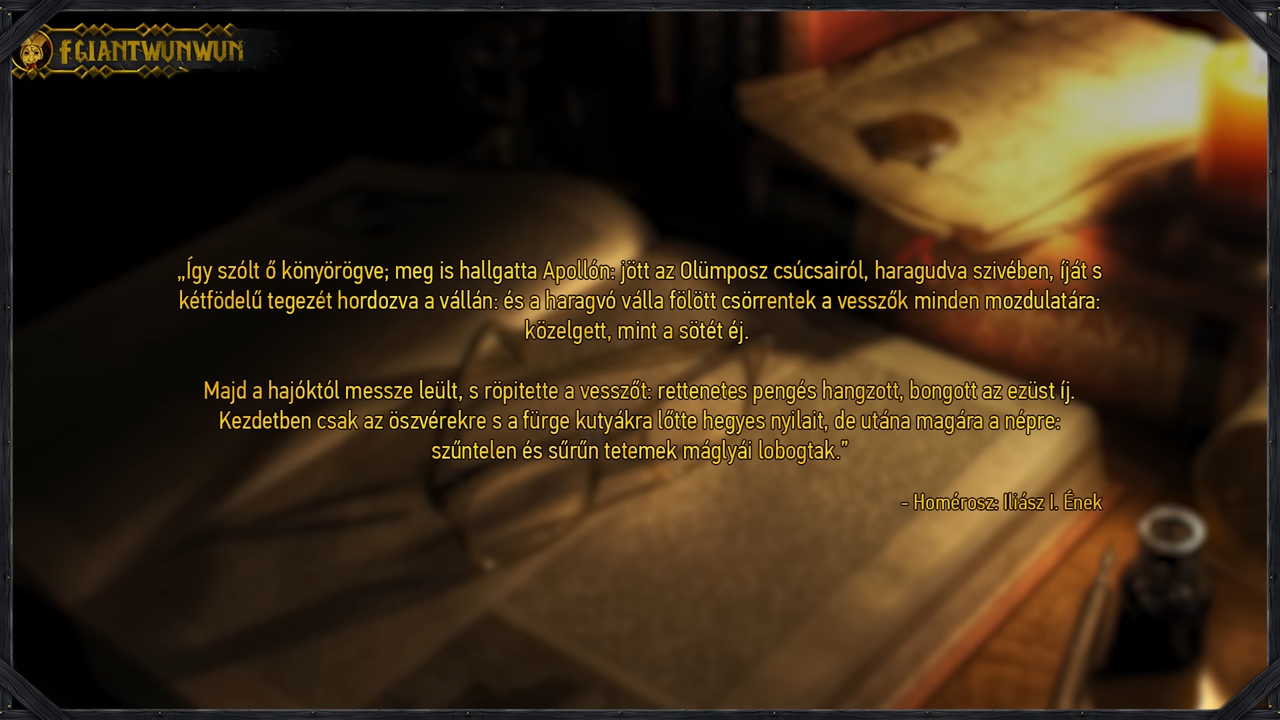 fGIANTWUNWUN
„Így szólt ő könyörögve; meg is hallgatta Apollón: jött az Olümposz csúcsairól, haragudva szivében, íját s
kétfödelű tegezét hordozva a vállán: és a haragvó válla fölött csörrentek a vesszők minden mozdulatára:
közelgett, mint a sötét éj.
Majd a hajóktól messze leült, s röpitette a vesszőt: rettenetes pengés hangzott, bongott az ezüst íj.
Kezdetben csak az öszvérekre s a fürge kutyákra lőtte hegyes nyilait, de utána magára a népre:
szűntelen és sűrűn tetemek máglyái lobogtak.”
- Homérosz: Iliász I. Ének